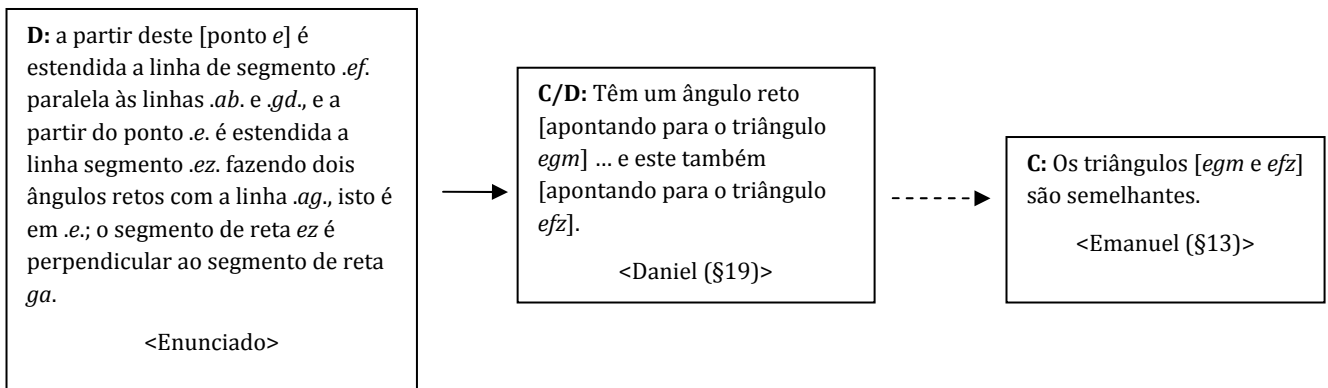 D: a partir deste [ponto e] é
estendida a linha de segmento .ef.
paralela às linhas .ab. e .gd., e a
partir do ponto .e. é estendida a
linha segmento .ez. fazendo dois
ângulos retos com a linha .ag., isto é
em .e.; o segmento de reta ez é
perpendicular ao segmento de reta
ga.
<Enunciado>
C/D: Têm um ângulo reto
[apontando para o triângulo
egm] … e este também
[apontando para o triângulo
efz].
<Daniel (§19)>
C: Os triângulos [egm e efz]
são semelhantes.
<Emanuel (§13)>